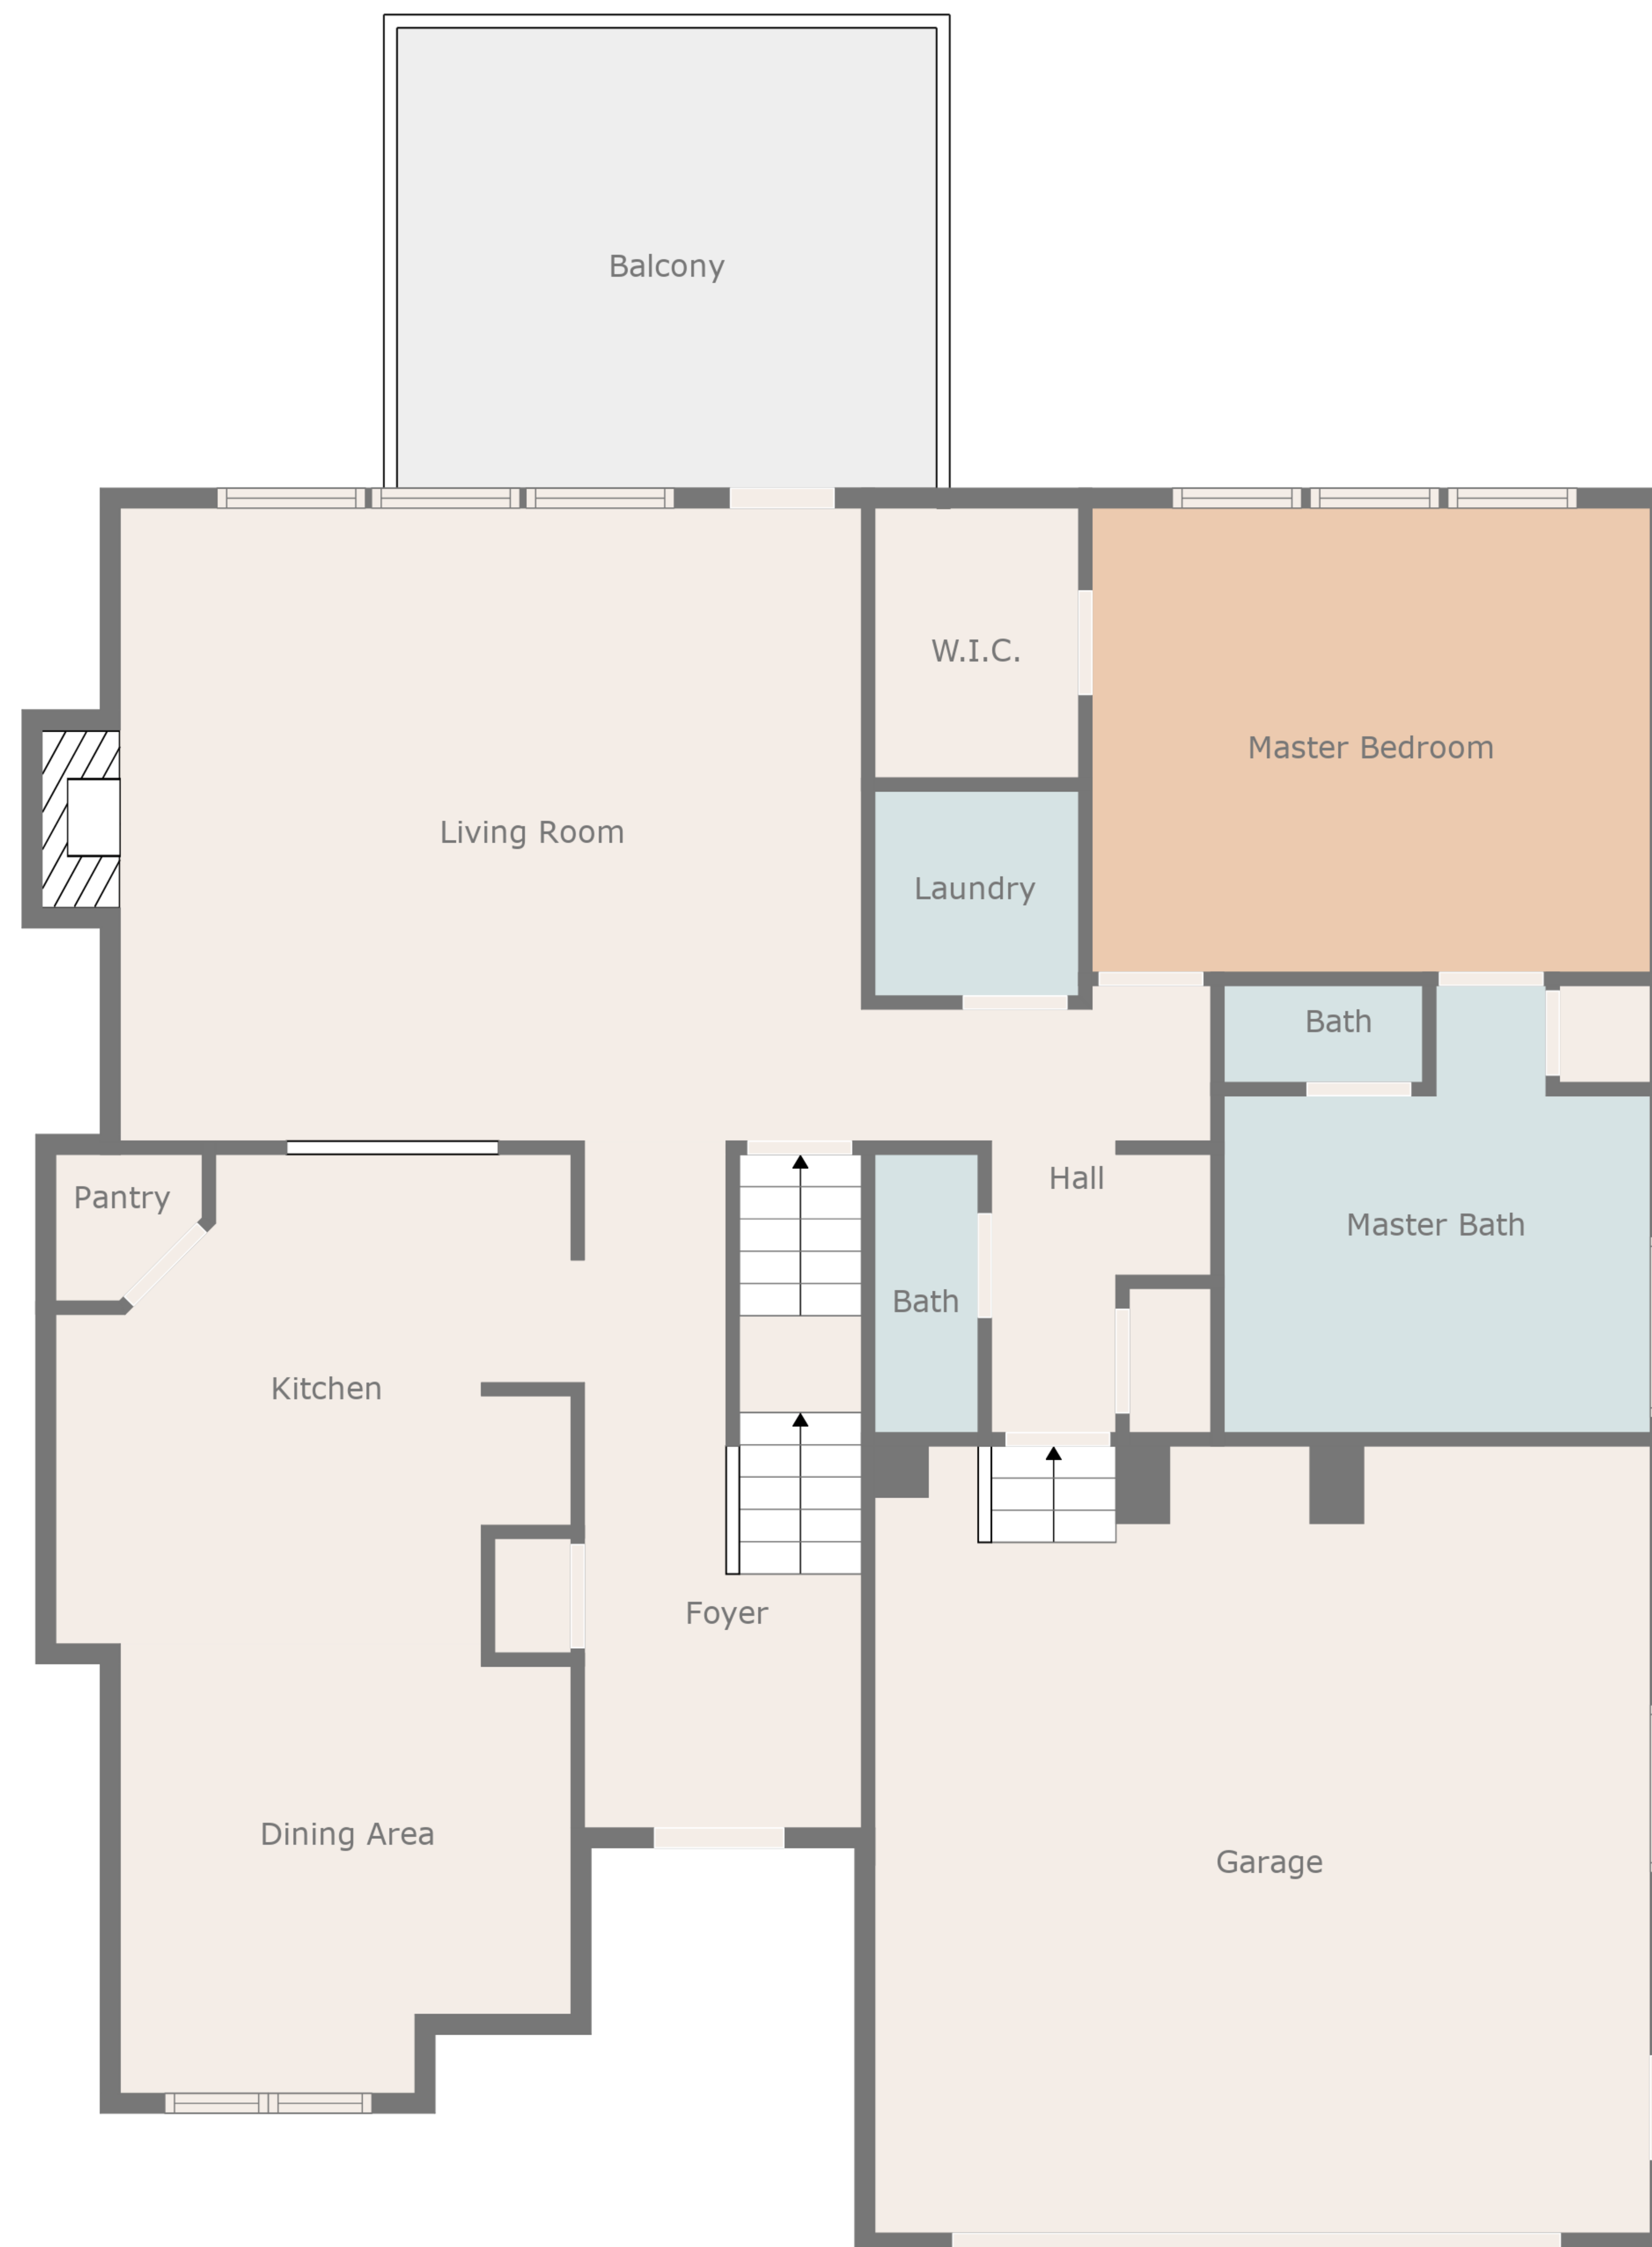 Balcony
W.I.C.
Master Bedroom
Living Room
Laundry
Bath
Pantry
Hall
Master Bath
Bath
Kitchen
Foyer
Dining Area
Garage